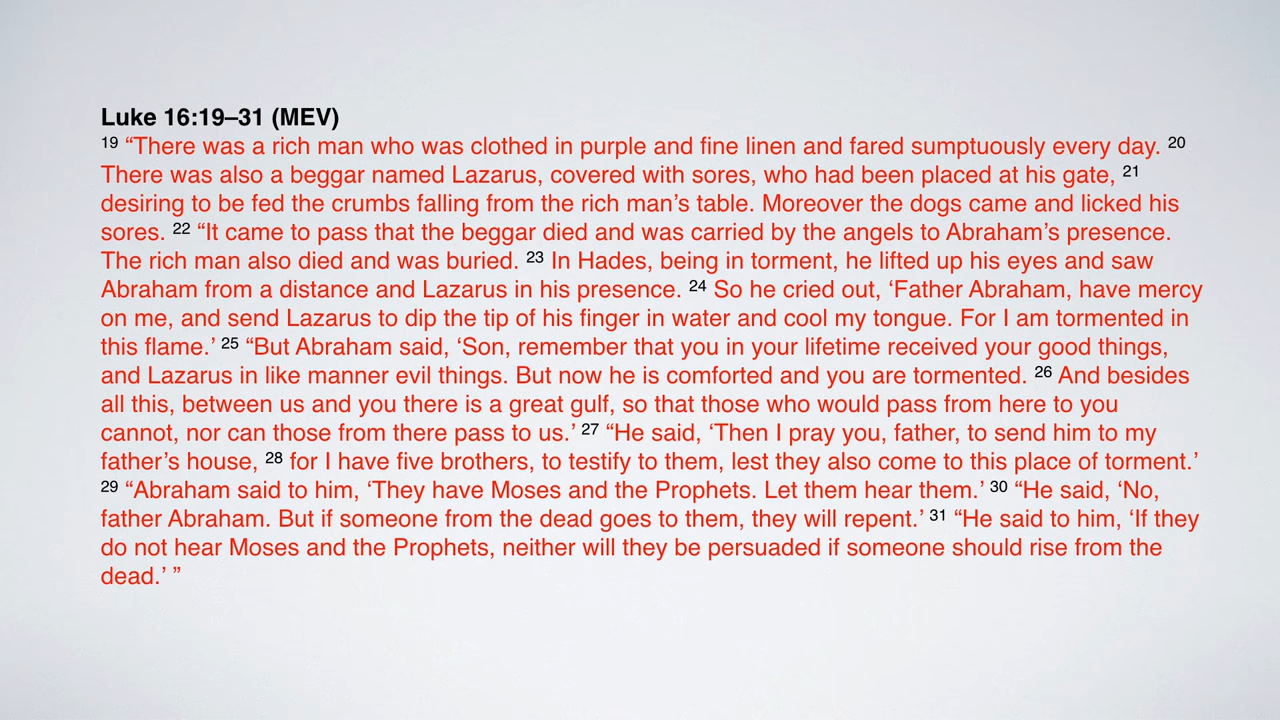 Luke 16:19–31 (MEV)
19 “There was a rich man who was clothed in purple and fine linen and fared sumptuously every day. 20
There was also a beggar named Lazarus, covered with sores, who had been placed at his gate, 21
desiring to be fed the crumbs falling from the rich man’s table. Moreover the dogs came and licked his
sores. 22 “It came to pass that the beggar died and was carried by the angels to Abraham’s presence.
The rich man also died and was buried. 23 In Hades, being in torment, he lifted up his eyes and saw
Abraham from a distance and Lazarus in his presence. 24 So he cried out, ‘Father Abraham, have mercy
on me, and send Lazarus to dip the tip of his finger in water and cool my tongue. For I am tormented in
this flame.’ 25 “But Abraham said, ‘Son, remember that you in your lifetime received your good things,
and Lazarus in like manner evil things. But now he is comforted and you are tormented. 26 And besides
all this, between us and you there is a great gulf, so that those who would pass from here to you
cannot, nor can those from there pass to us.’ 27 “He said, ‘Then I pray you, father, to send him to my
father’s house, 28 for I have five brothers, to testify to them, lest they also come to this place of torment.’
29 “Abraham said to him, ‘They have Moses and the Prophets. Let them hear them.’ 30 “He said, ‘No,
father Abraham. But if someone from the dead goes to them, they will repent.’ 31 “He said to him, ‘If they
do not hear Moses and the Prophets, neither will they be persuaded if someone should rise from the
dead.’ ”